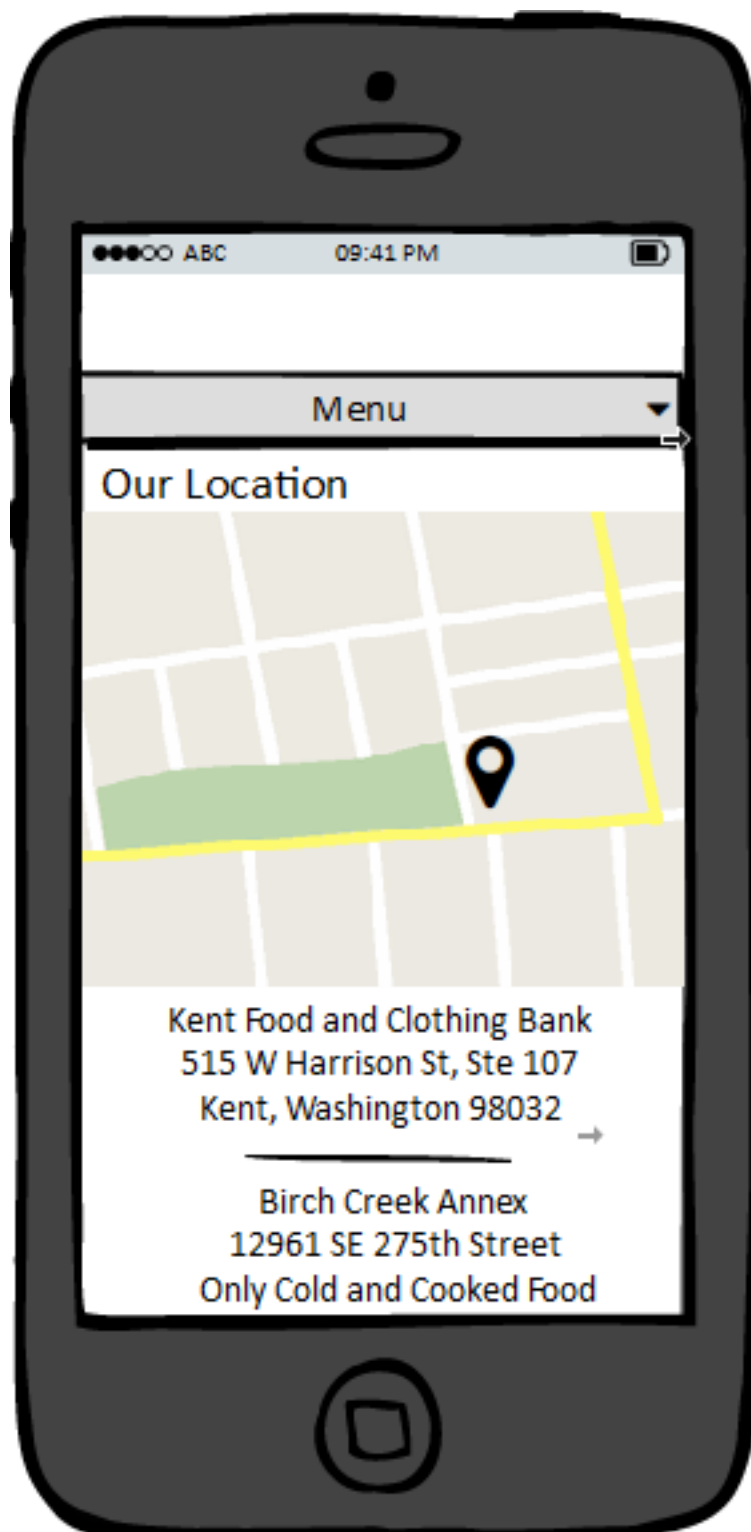 ABC 09:41 PM
Menu
Our Location
Kent Food and Clothing Bank
515 W Harrison St, Ste 107
Kent, Washington 98032
Birch Creek Annex
12961 SE 275th Street
Only Cold and Cooked Food